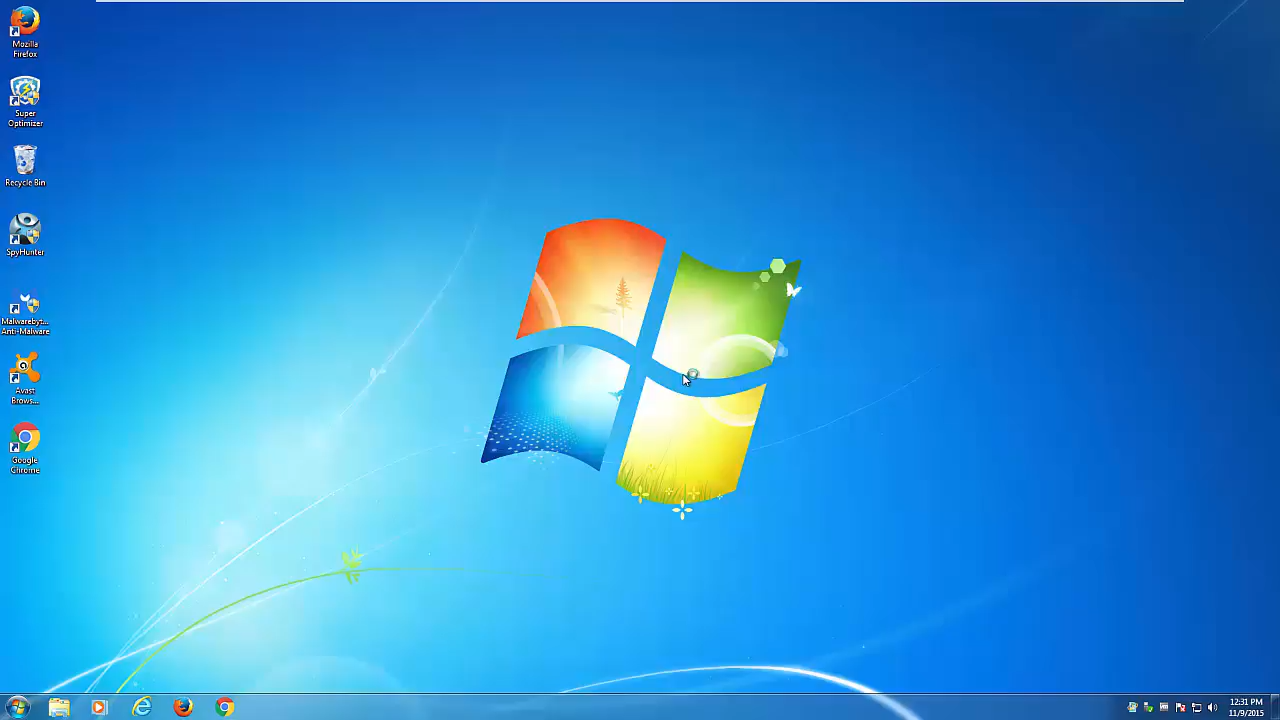 Mozilla
Firefox
Super
Optimizer
Recycle Bin
SpyHunter
Malwarebyt...
Anti-Malware
Avast
Brows...
Google
Chrome
12:31 PM
11/9/2015